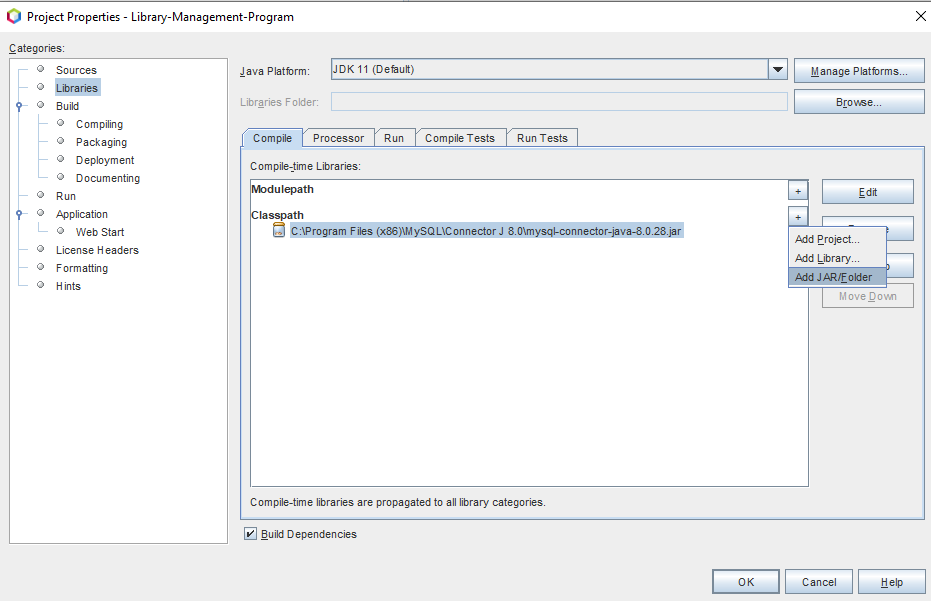 Project Properties - Library-Management-Program
Categories:
Sources
Libraries
Build
Compiling
Packaging
Deployment
Documenting
Run
Application
Web Start
License Headers
Formatting
Hints
Java Platform:
JDK 11 (Default)
Manage Platforms...
Libraries Folder:
Browse...
Compile
Processor
Run
Compile Tests
Run Tests
Compile-time Libraries:
Modulepath
+
Edit
Classpath
+
C:\Program Files (x86)\MySQL\Connector J 8.0\mysql-connector-java-8.0.28.jar
Add Project...
Add Library...
Add JAR/Folder
Move Down
Compile-time libraries are propagated to all library categories.
Build Dependencies
OK
Cancel
Help